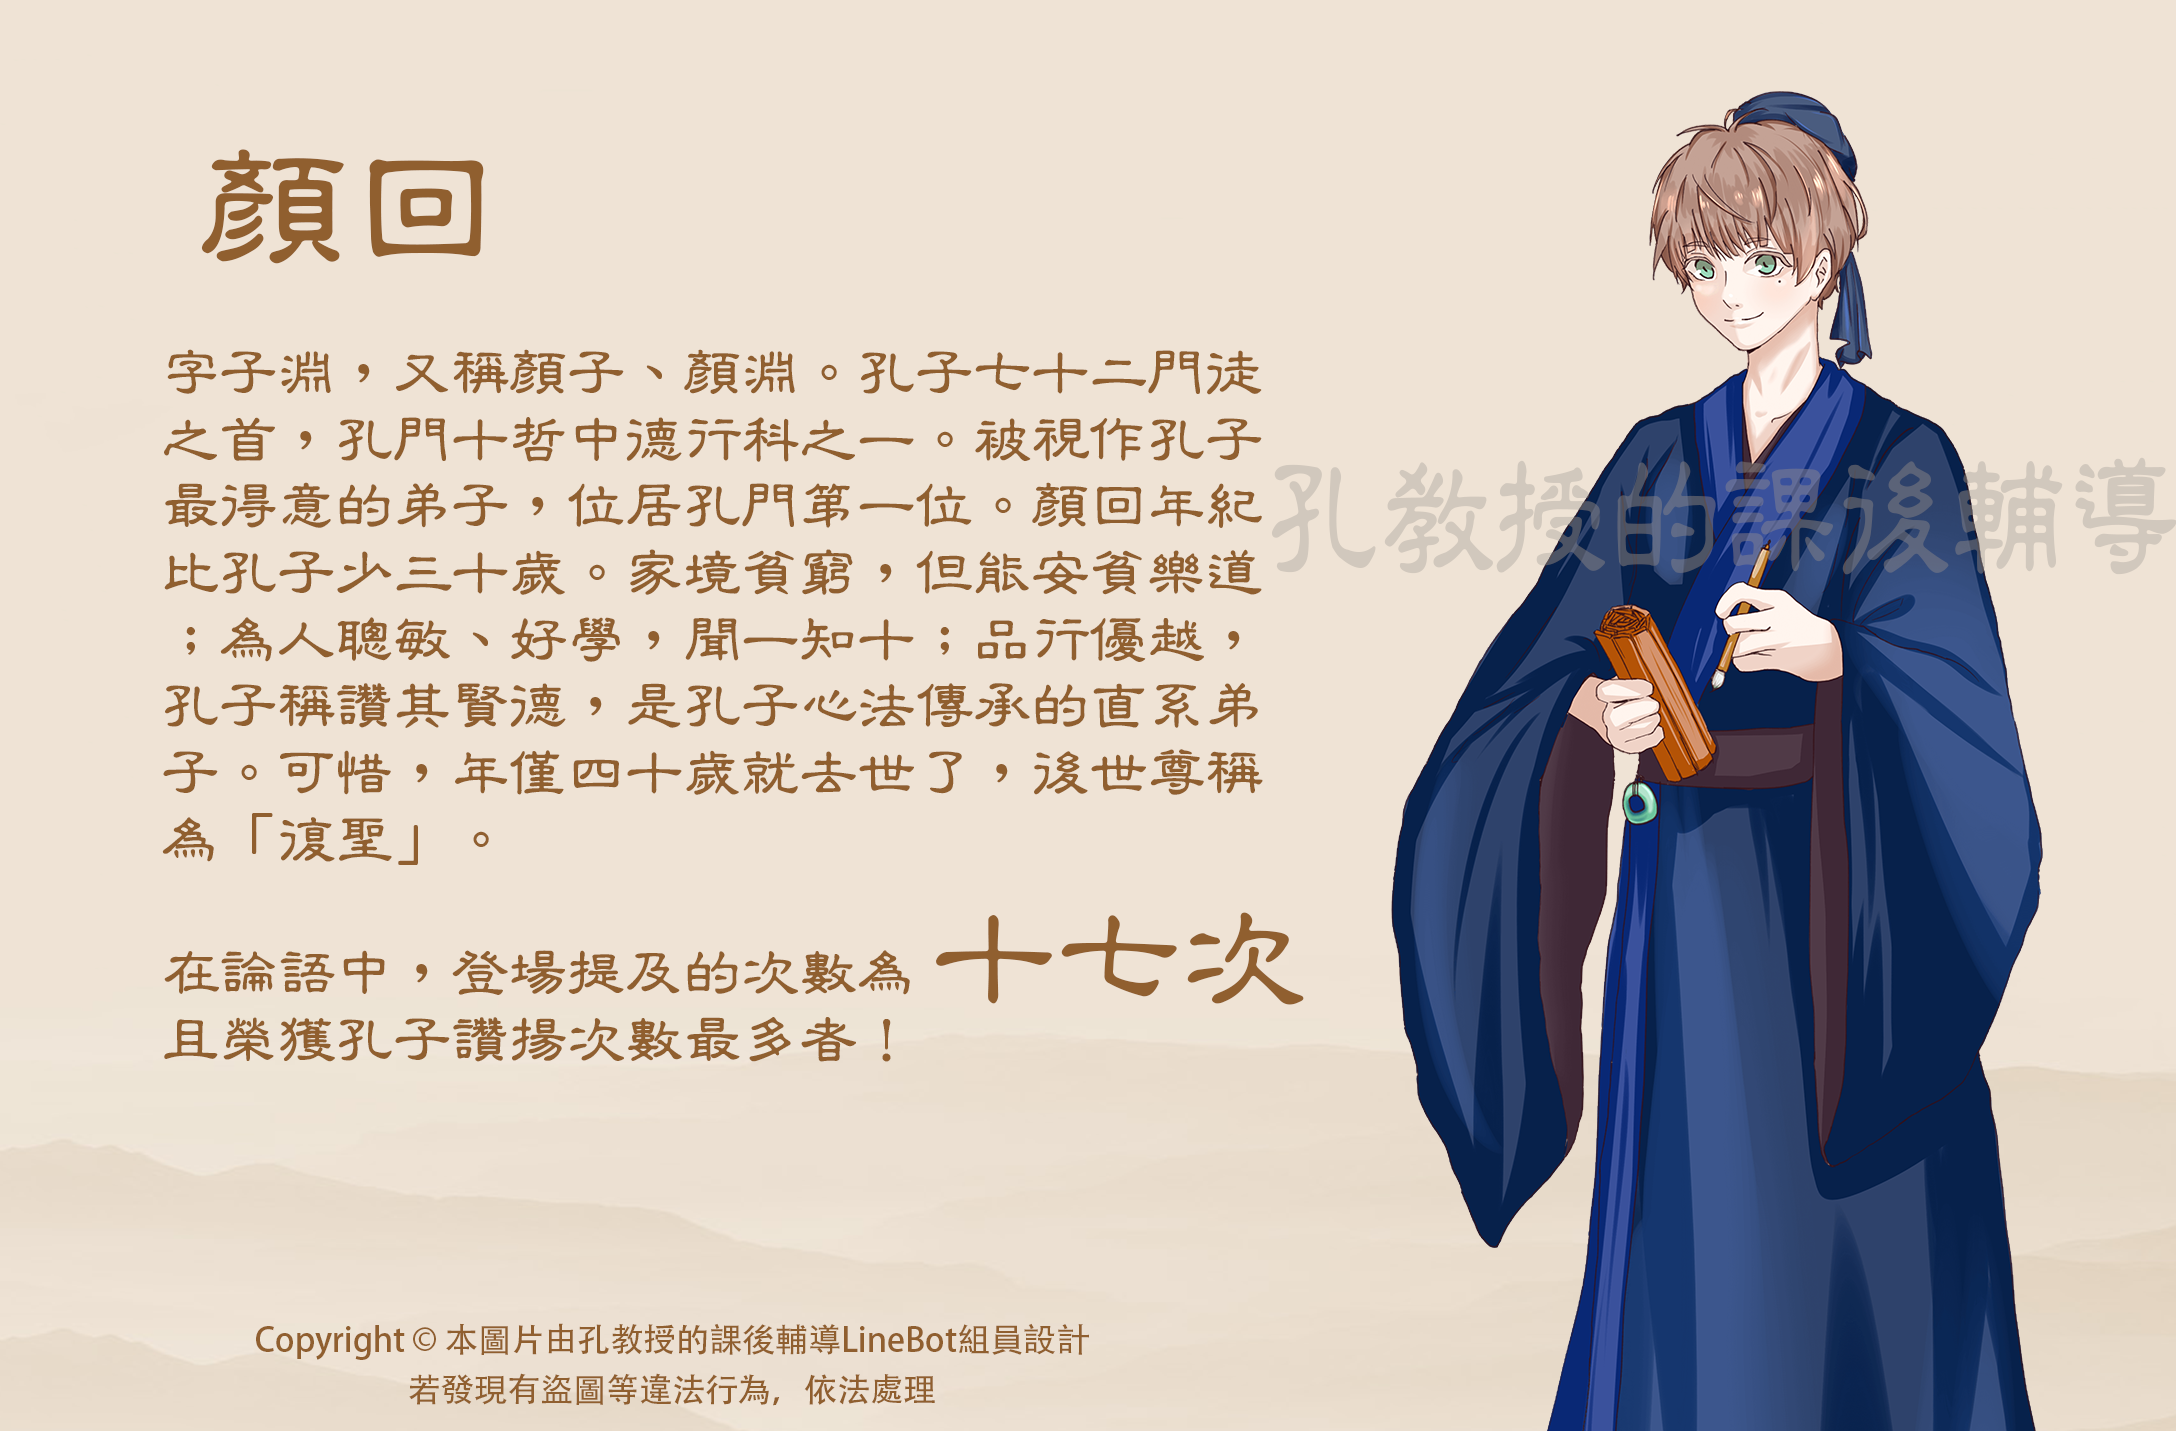 顏回
字子淵，又稱顏子、顏淵。孔子七十二門徒
之首，孔門十哲中德行科之一。被視作孔子
最得意的弟子，位居孔門第一位。顏回年紀
比孔子少三十歲。家境貧窮，但能安貧樂道
；為人聰敏、好學，聞一知十；品行優越，
孔子稱讚其賢德，是孔子心法傳承的直系弟
子。可惜，年僅四十歲就去世了，後世尊稱
為「復聖」。
在論語中，登場提及的次數為 十七次
且榮獲孔子讚揚次數最多者！
孔教授的課後輔導
Copyright © 本圖片由孔教授的課後輔導LineBot組員設計
若發現有盜圖等違法行為，依法處理